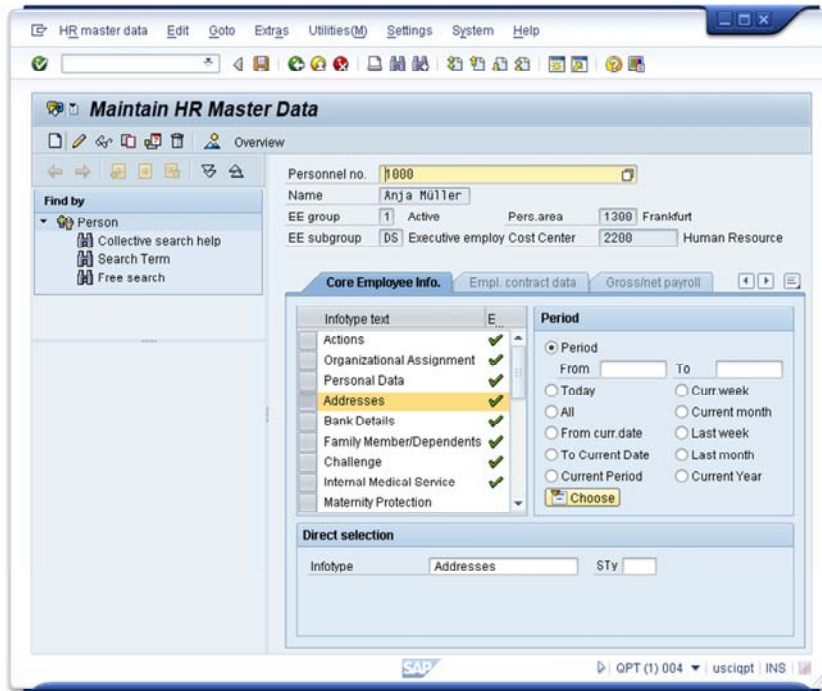 HR master data Edit Goto Extras Utilities(M) Settings System Help
Maintain HR Master Data
Overview
Find by
Person
Collective search help
Search Term
Free search
Personnel no. 1000
Name Anja Müller
EE group 1 Active Pers.area 1300 Frankfurt
EE subgroup DS Executive employ Cost Center 2200 Human Resource
Core Employee Info. Empl. contract data Gross/net payroll
Infotype text E...
Actions
Organizational Assignment
Personal Data
Addresses
Bank Details
Family Member/Dependents
Challenge
Internal Medical Service
Maternity Protection
Period
Period
From To
Today Curr.week
All Current month
From curr.date Last week
To Current Date Last month
Current Period Current Year
Choose
Direct selection
Infotype Addresses STy
SAP QPT (1) 004 usciqpt INS